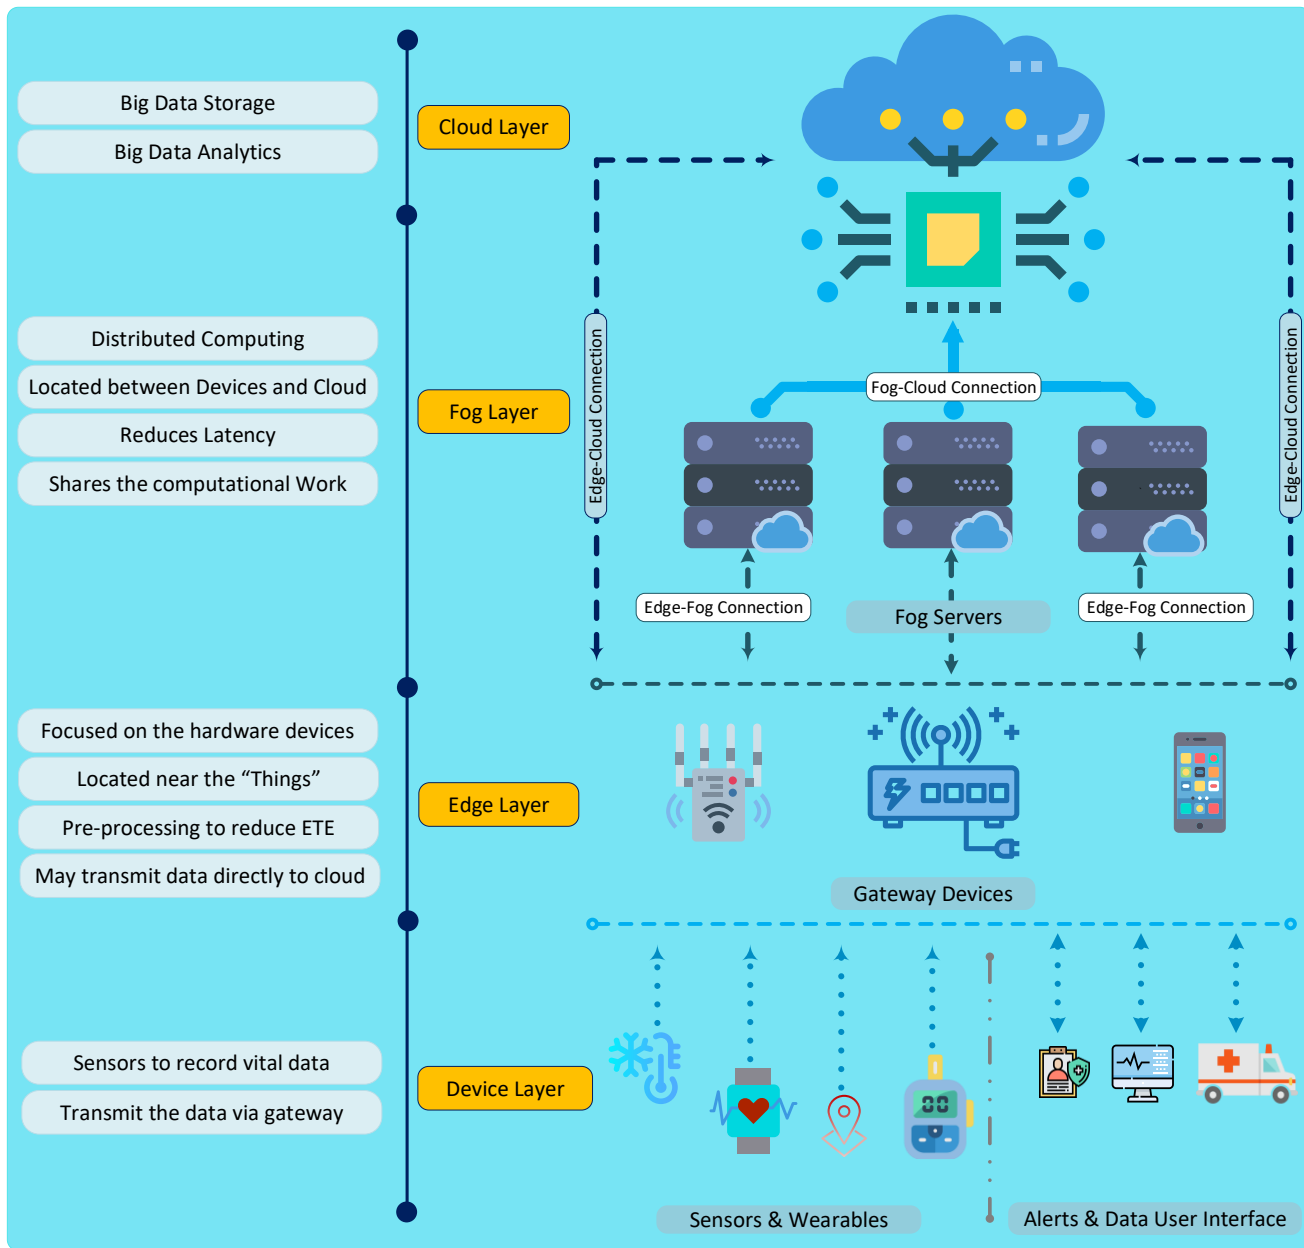 Big Data Storage
Big Data Analytics
Cloud Layer
Distributed Computing
Located between Devices and Cloud
Reduces Latency
Shares the computational Work
Fog Layer
Edge-Cloud Connection
Fog-Cloud Connection
Edge-Cloud Connection
Edge-Fog Connection
Fog Servers
Edge-Fog Connection
Focused on the hardware devices
Located near the “Things”
Pre-processing to reduce ETE
May transmit data directly to cloud
Edge Layer
Gateway Devices
Sensors to record vital data
Transmit the data via gateway
Device Layer
00
Sensors & Wearables
Alerts & Data User Interface